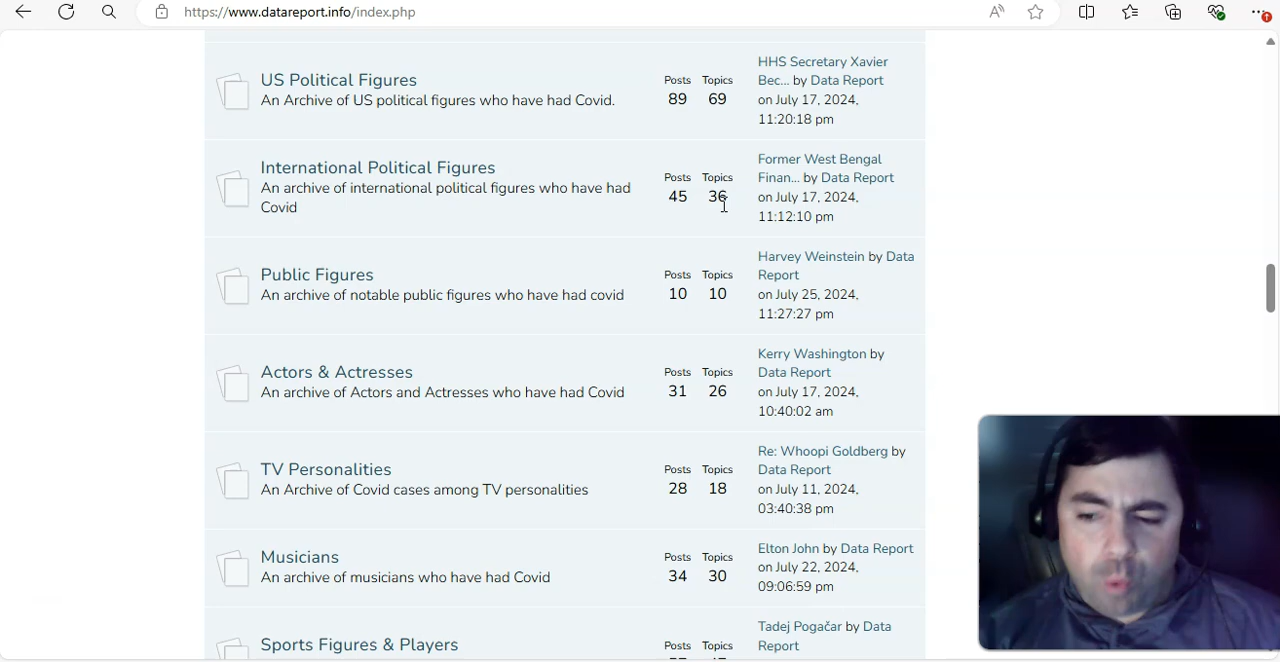 https://www.datareport.info/index.php
US Political Figures
An Archive of US political figures who have had Covid.
Posts Topics
89 69
HHS Secretary Xavier
Bec... by Data Report
on July 17, 2024,
11:20:18 pm
International Political Figures
An archive of international political figures who have had
Covid
Posts Topics
45 36
Former West Bengal
Finan... by Data Report
on July 17, 2024,
11:12:10 pm
Public Figures
An archive of notable public figures who have had covid
Posts Topics
10 10
Harvey Weinstein by Data
Report
on July 25, 2024,
11:27:27 pm
Actors & Actresses
An archive of Actors and Actresses who have had Covid
Posts Topics
31 26
Kerry Washington by
Data Report
on July 17, 2024,
10:40:02 am
TV Personalities
An Archive of Covid cases among TV personalities
Posts Topics
28 18
Re: Whoopi Goldberg by
Data Report
on July 11, 2024,
03:40:38 pm
Musicians
An archive of musicians who have had Covid
Posts Topics
34 30
Elton John by Data Report
on July 22, 2024,
09:06:59 pm
Sports Figures & Players
Posts Topics
Tadej Pogačar by Data
Report